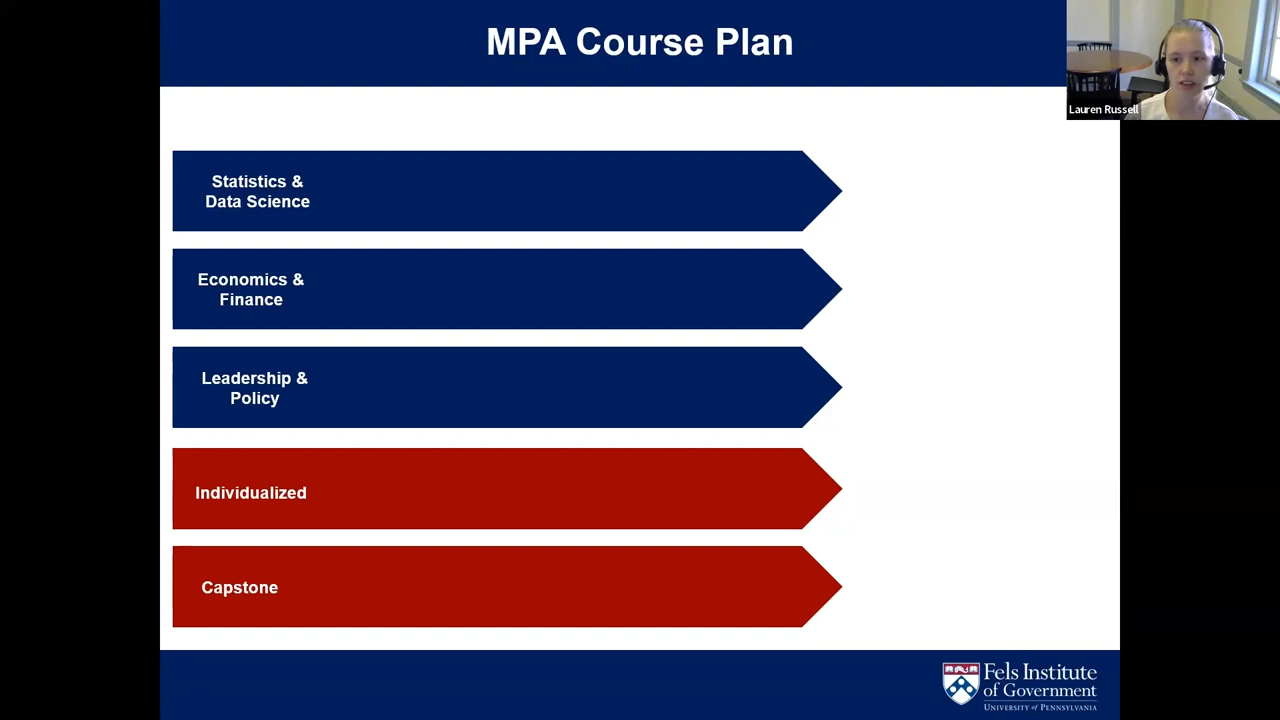 MPA Course Plan
Lauren Russell
Statistics &
Data Science
Economics &
Finance
Leadership &
Policy
Individualized
Capstone
Fels Institute
of Government
UNIVERSITY OF PENNSYLVANIA